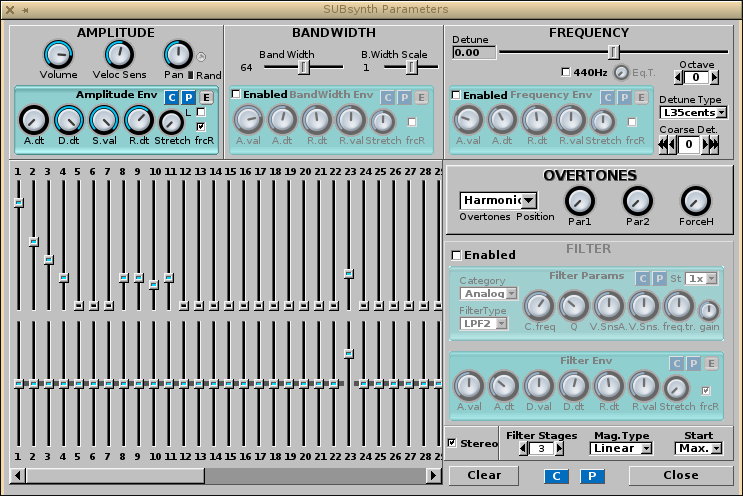 SUBsynth Parameters
AMPLITUDE
Volume Veloc Sens Pan Rand
Amplitude Env C P E
A.dt D.dt S.val R.dt Stretch frcR
L
BANDWIDTH
Band Width B.Width Scale
64 1
Enabled BandWidth Env C P E
A.val A.dt R.dt R.val Stretch frcR
FREQUENCY
Detune
0.00
440Hz Eq.T.
Octave
0
Enabled Frequency Env C P E
A.val A.dt R.dt R.val Stretch frcR
Detune Type
L35cents
Coarse Det.
0
1 2 3 4 5 6 7 8 9 10 11 12 13 14 15 16 17 18 19 20 21 22 23 24 25 26 27 28
1 2 3 4 5 6 7 8 9 10 11 12 13 14 15 16 17 18 19 20 21 22 23 24 25 26 27 28
OVERTONES
Harmonic
Overtones Position Par1 Par2 ForceH
Enabled FILTER
Filter Params C P St 1x
Category
Analog
FilterType
LPF2
C.freq Q V.SnsA. V.Sns. freq.tr. gain
Filter Env C P E
A.val A.dt D.val D.dt R.dt R.val Stretch frcR
Stereo
Filter Stages Mag.Type Start
3 Linear Max.
Clear C P Close